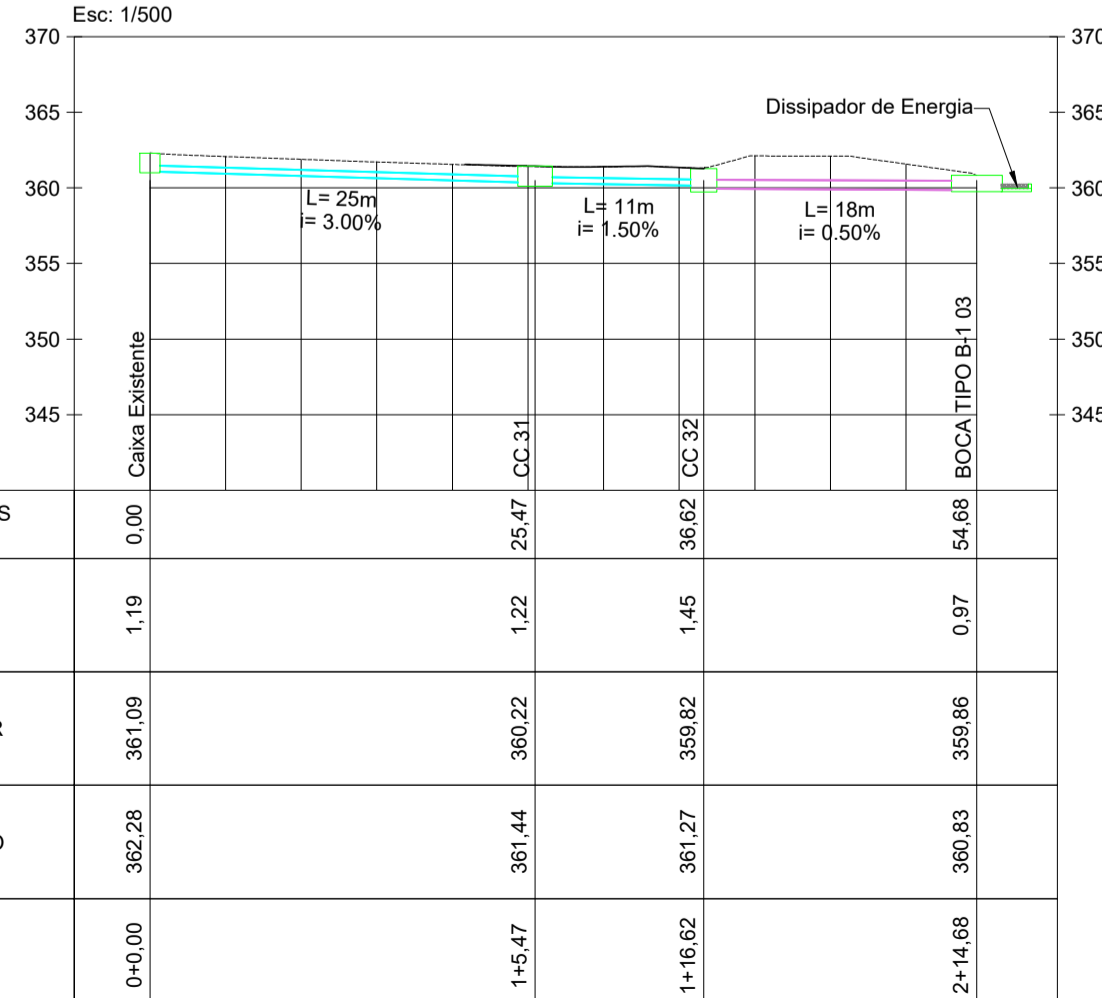 Esc: 1/500
370
370
365
Dissipador de Energia
365
360
360
L= 25m
i= 3.00%
L= 11m
i= 1.50%
L= 18m
i= 0.50%
355
355
350
350
345
345
Caixa Existente
CC 31
CC 32
BOCA TIPO B-1 03
S
0,00
25,47
36,62
54,68
1,19
1,22
1,45
0,97
R
361,09
360,22
359,82
359,86
362,28
361,44
361,27
360,83
0+0,00
1+5,47
1+16,62
2+14,68